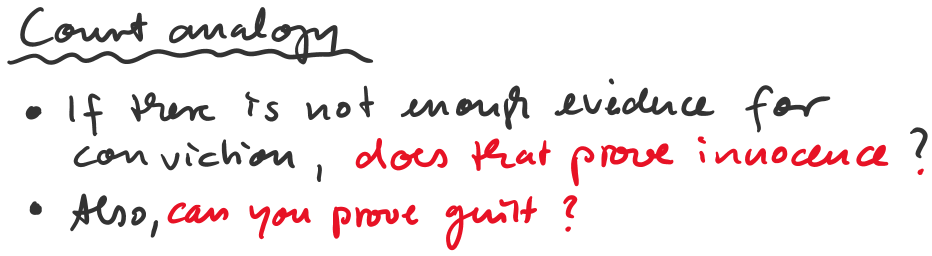 Court analogy
• If there is not enough evidence for
conviction, does that prove innocence?
• Also, can you prove guilt?